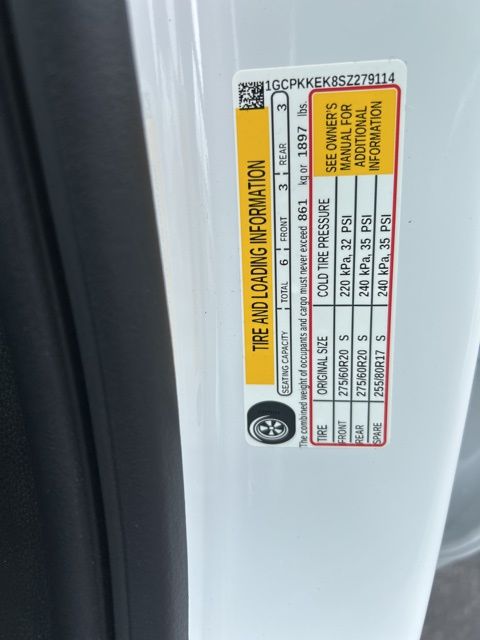 1GCPKKEK8SZ279114
TIRE AND LOADING INFORMATION
SEATING CAPACITY TOTAL 6 FRONT 3 REAR 3
The combined weight of occupants and cargo must never exceed 861 kg or 1897 lbs.
TIRE ORIGINAL SIZE COLD TIRE PRESSURE
FRONT 275/60R20 S 220 kPa, 32 PSI
REAR 275/60R20 S 240 kPa, 35 PSI
SPARE 255/80R17 S 240 kPa, 35 PSI
SEE OWNER'S
MANUAL FOR
ADDITIONAL
INFORMATION